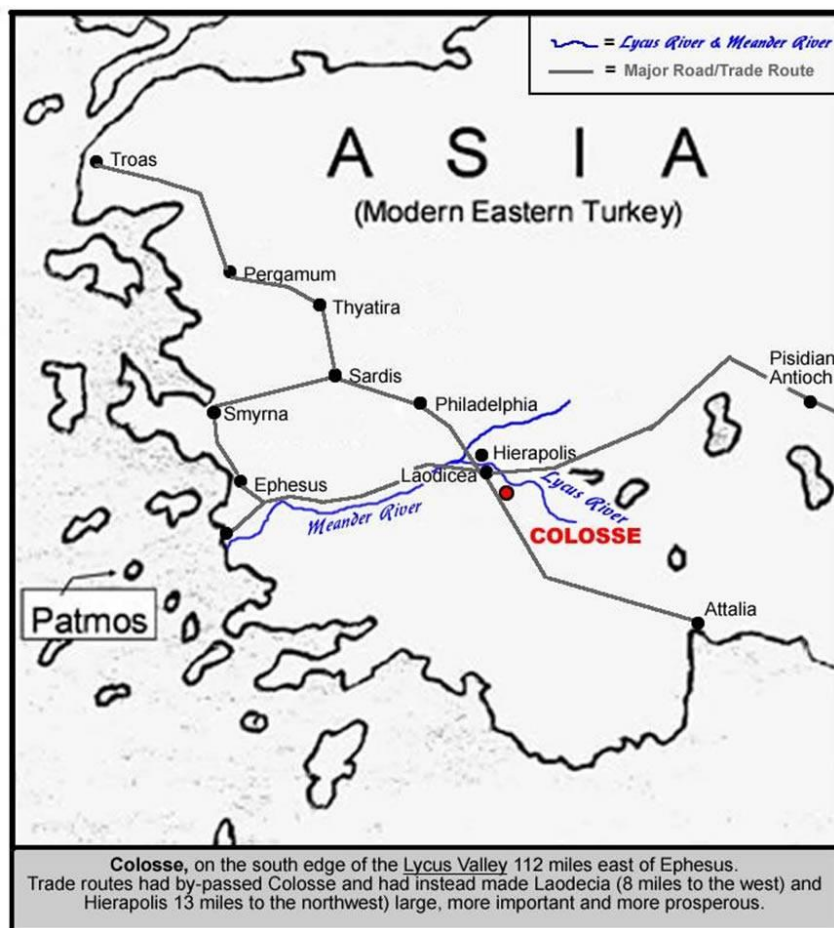 = Lycus River & Meander River
= Major Road/Trade Route
A S I A
(Modern Eastern Turkey)
Troas
Pergamum
Thyatira
Sardis
Pisidian
Antioch
Philadelphia
Smyrna
Hierapolis
Laodicea
Ephesus
Lycus River
Meander River
COLOSSE
Patmos
Attalia
Colosse, on the south edge of the Lycus Valley 112 miles east of Ephesus.
Trade routes had by-passed Colosse and had instead made Laodecia (8 miles to the west) and
Hierapolis 13 miles to the northwest) large, more important and more prosperous.